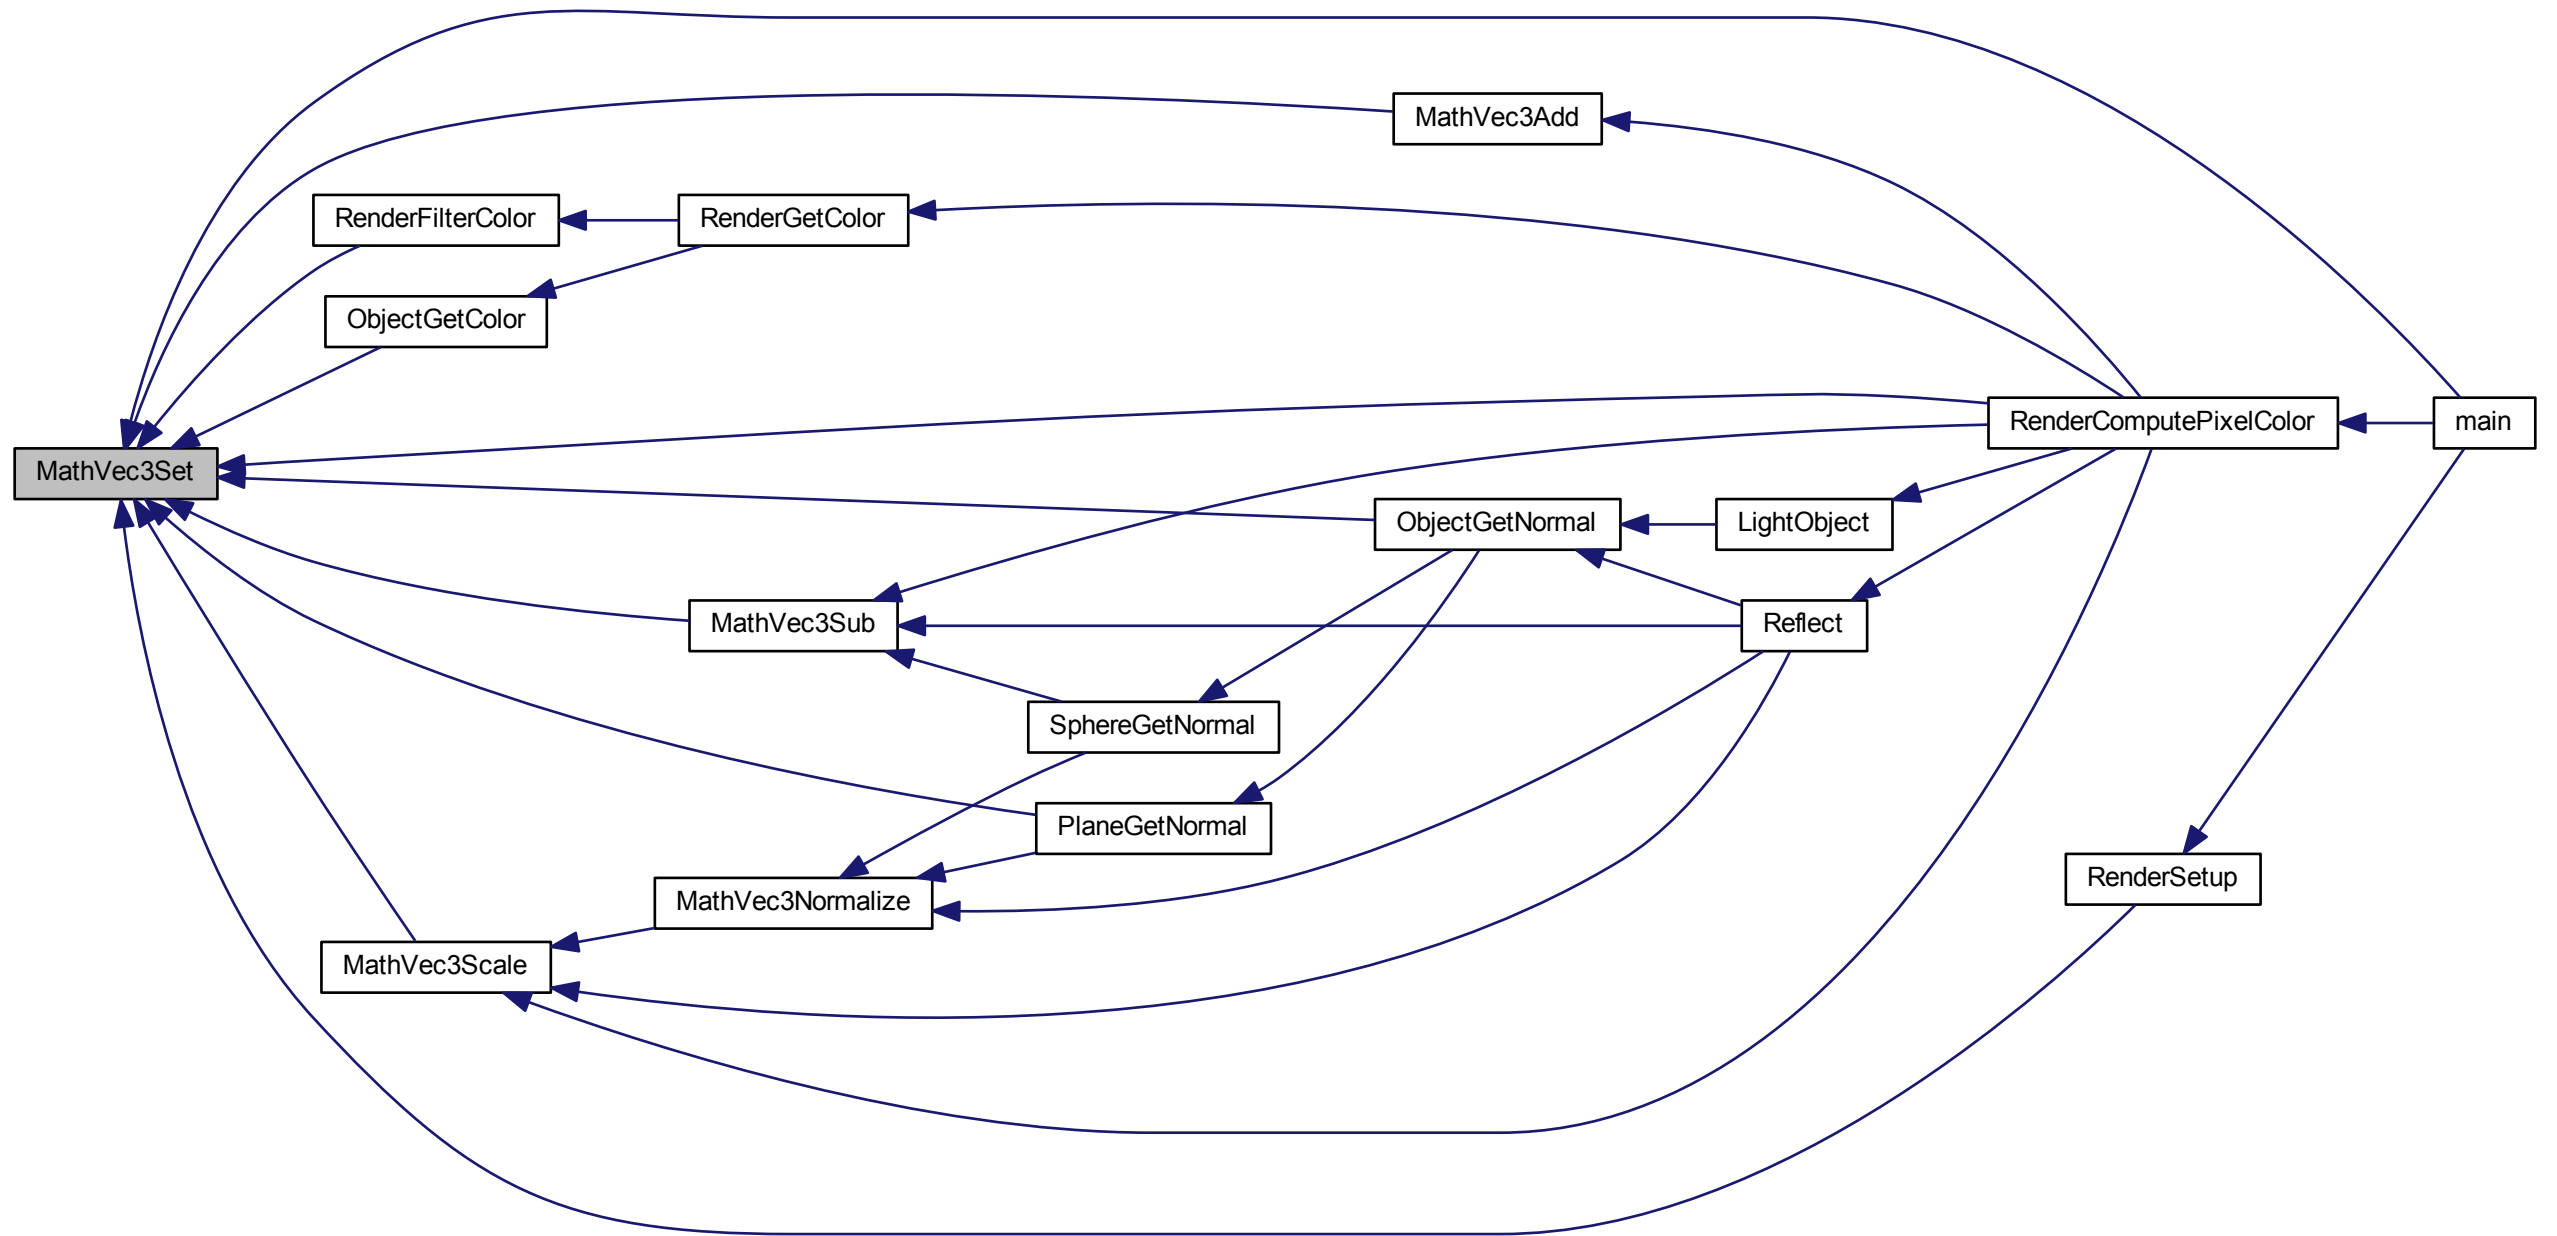 MathVec3Add
RenderFilterColor
RenderGetColor
ObjectGetColor
RenderComputePixelColor
main
MathVec3Set
ObjectGetNormal
LightObject
MathVec3Sub
Reflect
SphereGetNormal
PlaneGetNormal
RenderSetup
MathVec3Normalize
MathVec3Scale